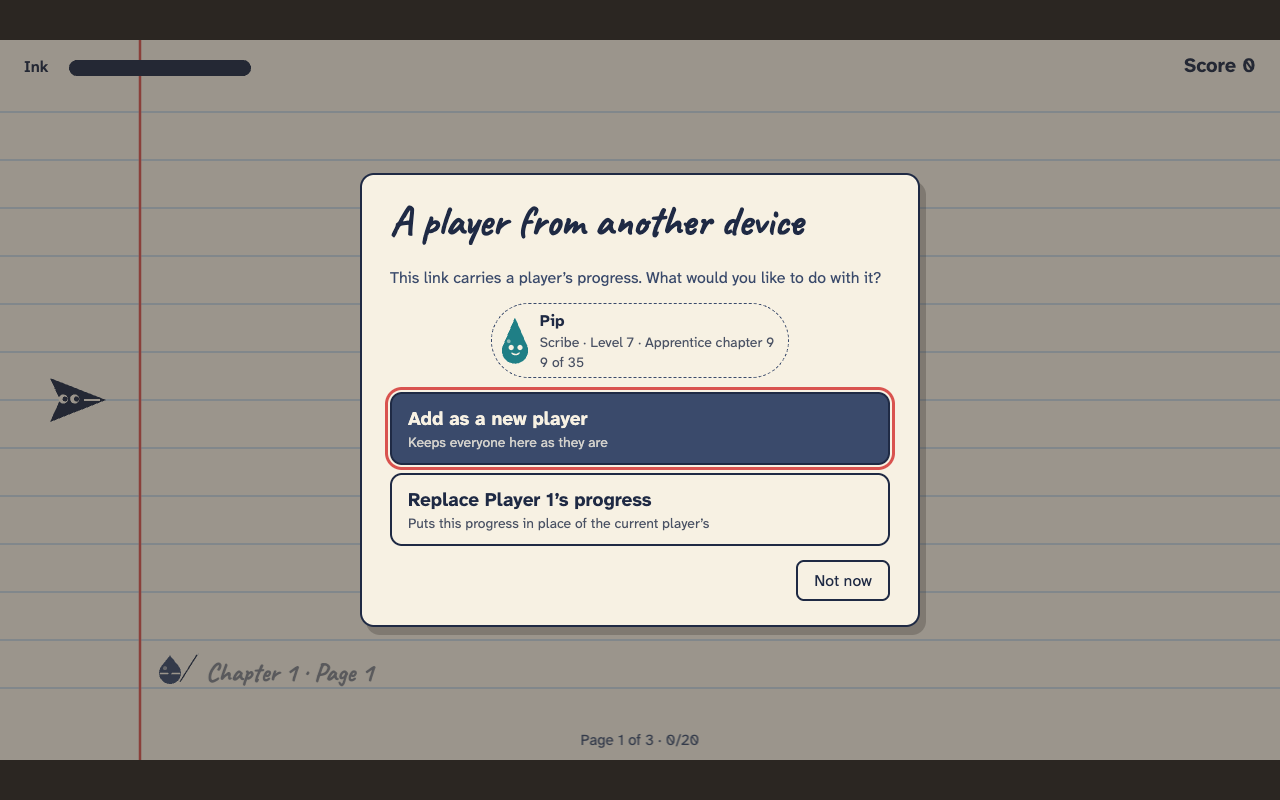 Ink
Score 0
A player from another device
This link carries a player’s progress. What would you like to do with it?
Pip
Scribe · Level 7 · Apprentice chapter 9
9 of 35
Add as a new player
Keeps everyone here as they are
Replace Player 1’s progress
Puts this progress in place of the current player’s
Not now
Chapter 1 · Page 1
Page 1 of 3 · 0/20